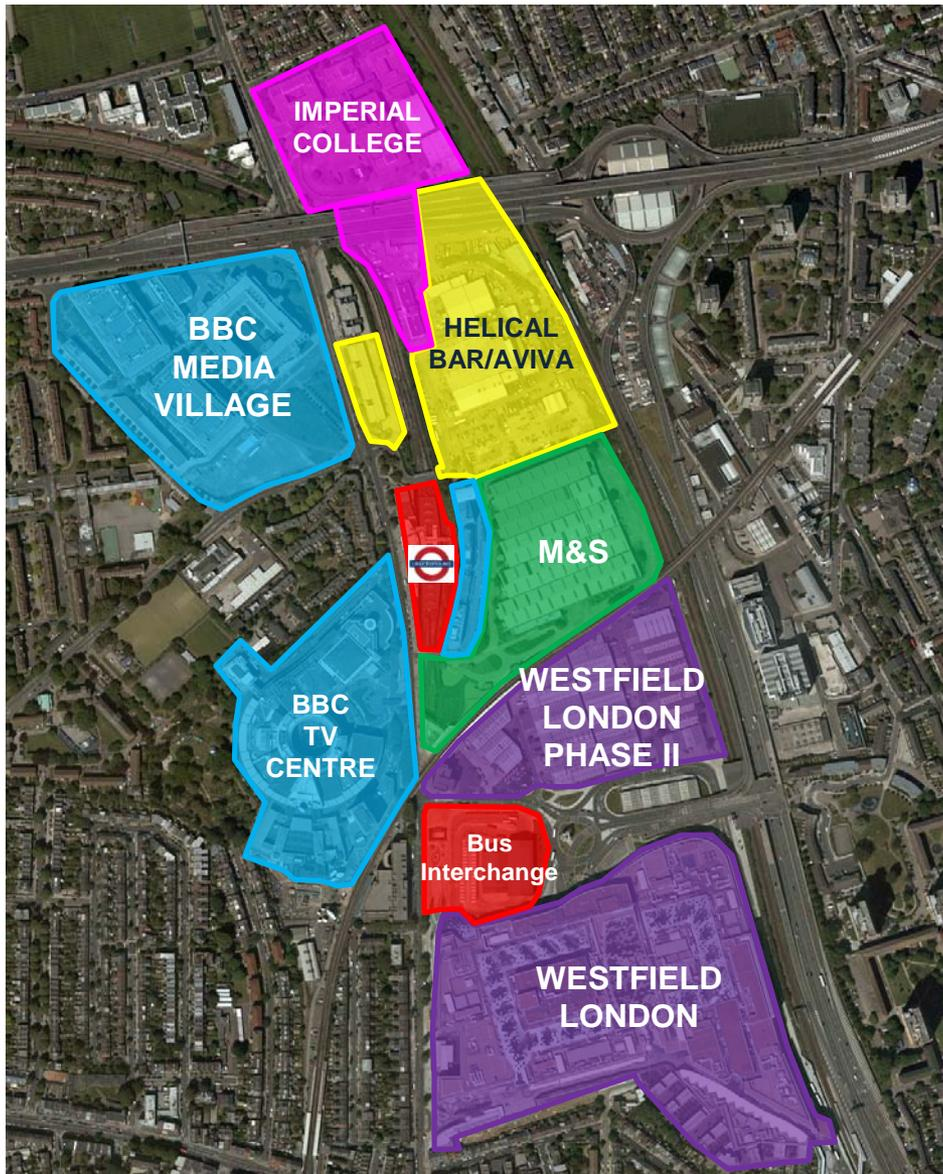 IMPERIAL
COLLEGE
HELICAL
BAR/AVIVA
BBC
MEDIA
VILLAGE
M&S
WESTFIELD
LONDON
PHASE II
BBC
TV
CENTRE
Bus
Interchange
WESTFIELD
LONDON